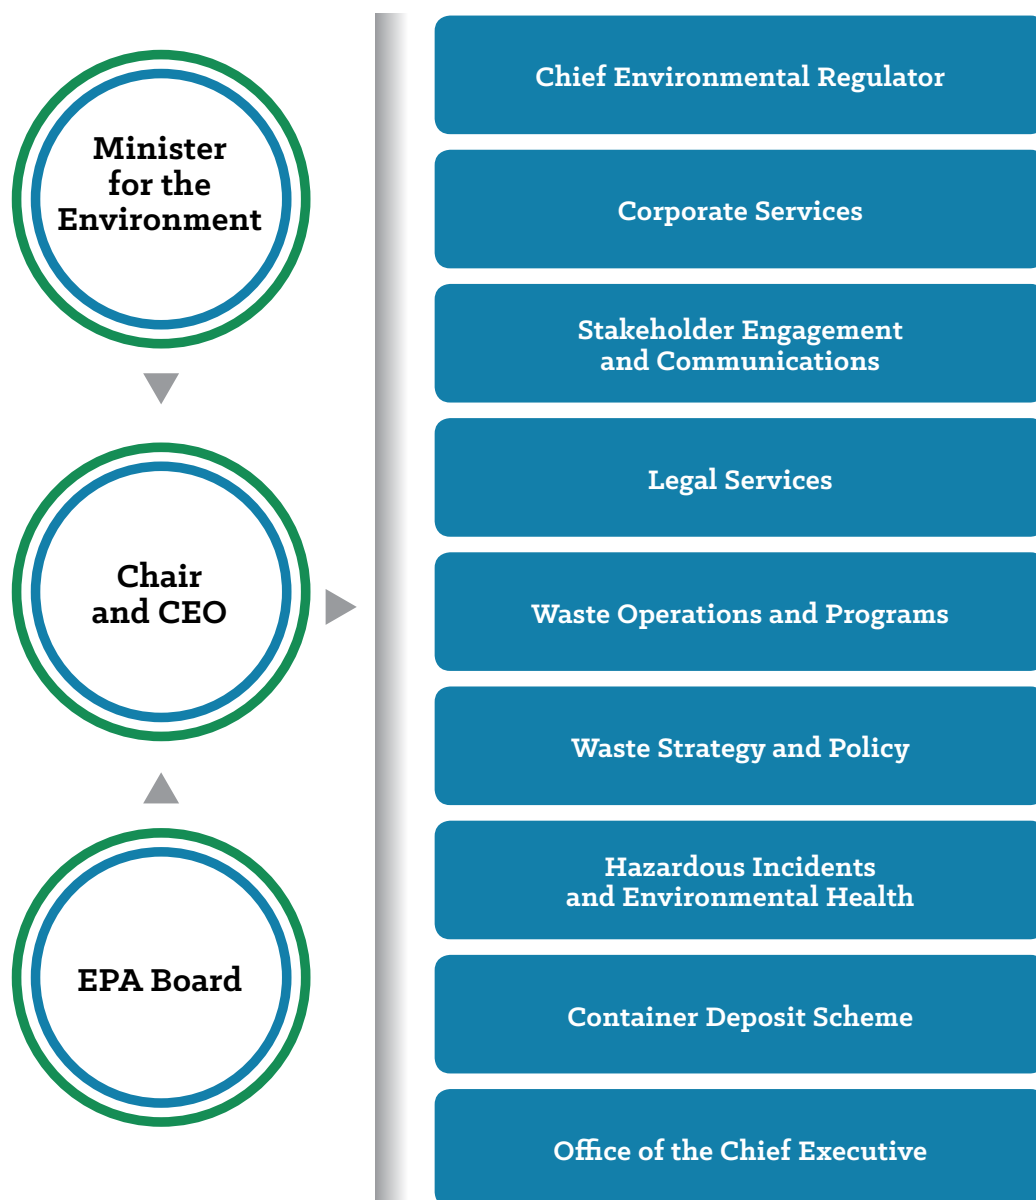 Minister
for the
Environment
Chair
and CEO
EPA Board
Chief Environmental Regulator
Corporate Services
Stakeholder Engagement
and Communications
Legal Services
Waste Operations and Programs
Waste Strategy and Policy
Hazardous Incidents
and Environmental Health
Container Deposit Scheme
Office of the Chief Executive